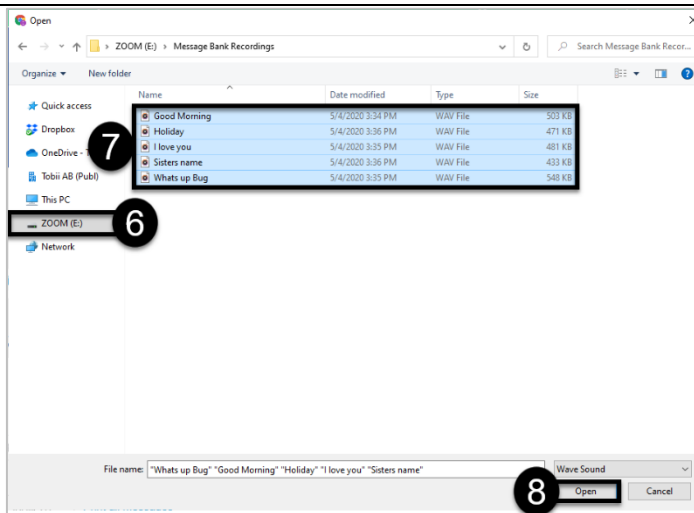 Open
ZOOM (E:) › Message Bank Recordings
Search Message Bank Recor...
Organize
New folder
Name Date modified Type Size
Quick access
Dropbox
OneDrive - T
Tobii AB (Publ)
This PC
ZOOM (E:)
Network
7
6
Good Morning 5/4/2020 3:34 PM WAV File 503 KB
Holiday 5/4/2020 3:36 PM WAV File 471 KB
I love you 5/4/2020 3:35 PM WAV File 481 KB
Sisters name 5/4/2020 3:36 PM WAV File 433 KB
Whats up Bug 5/4/2020 3:35 PM WAV File 548 KB
File name: "Whats up Bug" "Good Morning" "Holiday" "I love you" "Sisters name"
Wave Sound
8
Open Cancel